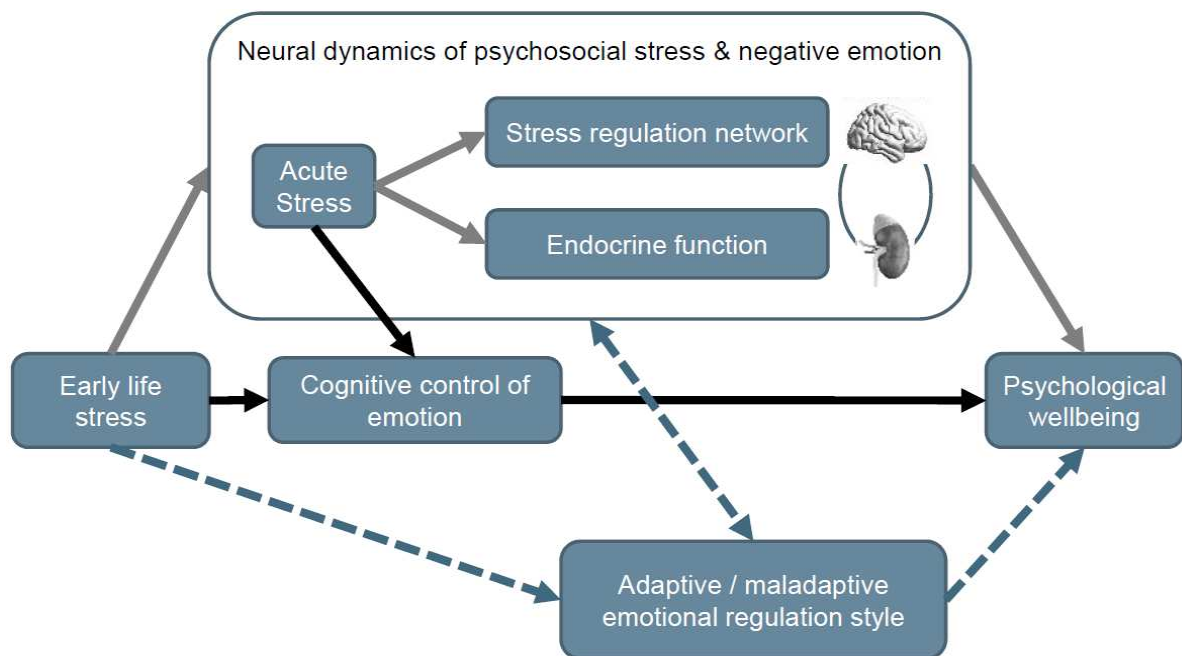 Neural dynamics of psychosocial stress & negative emotion
Stress regulation network
Acute
Stress
Endocrine function
Early life
stress
Cognitive control of
emotion
Psychological
wellbeing
Adaptive / maladaptive
emotional regulation style